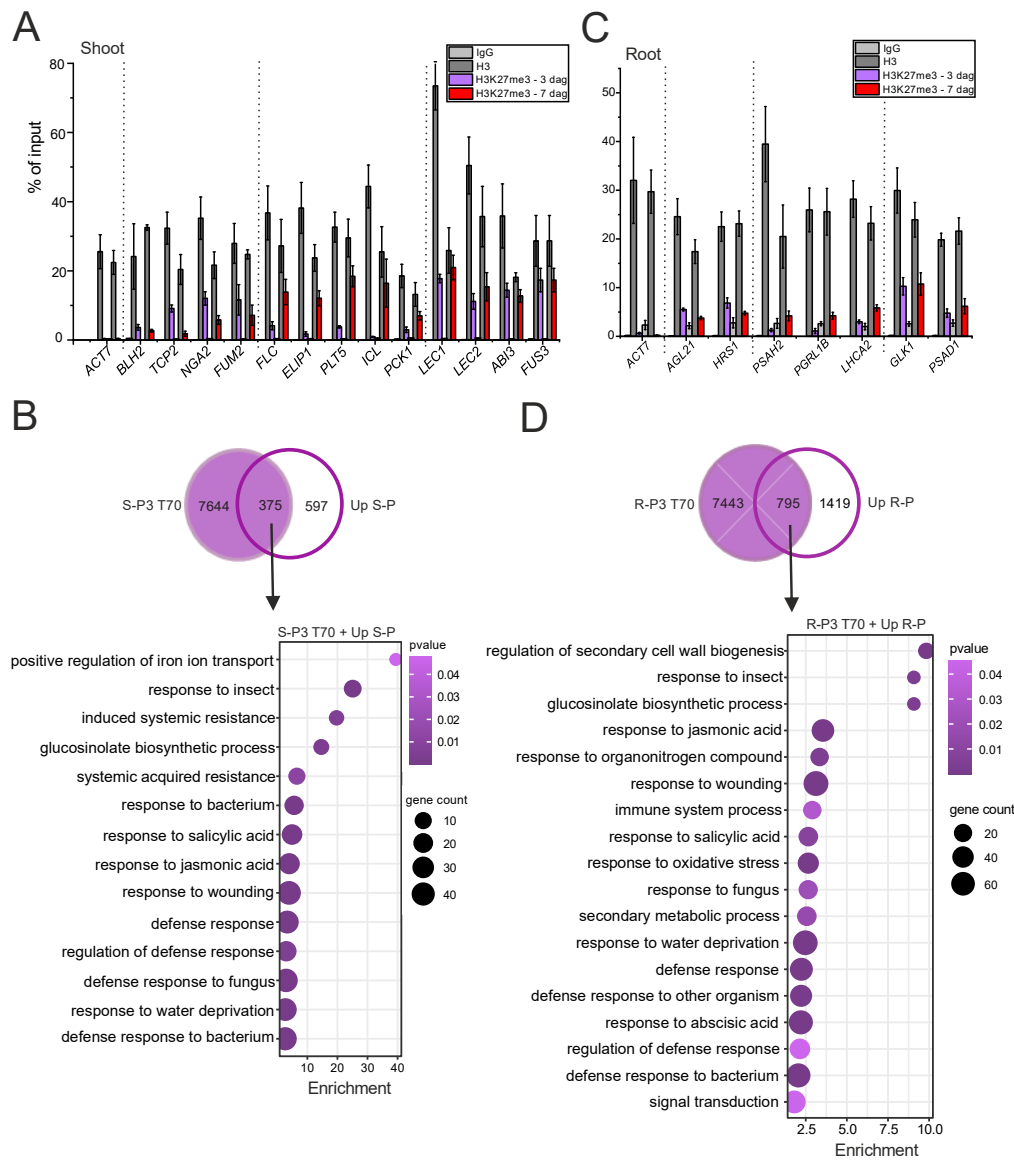 A
Shoot
IgG
H3
H3K27me3 - 3 dag
H3K27me3 - 7 dag
% of input
80
60
40
20
0
ACT7
BLH2
TCP2
NGA2
FUM2
FLC
ELIP1
PLT5
ICL
PCK1
LEC1
LEC2
ABI3
FUS3
C
Root
IgG
H3
H3K27me3 - 3 dag
H3K27me3 - 7 dag
50
40
30
20
10
0
ACT7
AGL21
HRS1
PSAH2
PGRL1B
LHCA2
GLK1
PSAD1
B
S-P3 T70
7644
375
597
Up S-P
S-P3 T70 + Up S-P
positive regulation of iron ion transport
response to insect
induced systemic resistance
glucosinolate biosynthetic process
systemic acquired resistance
response to bacterium
response to salicylic acid
response to jasmonic acid
response to wounding
defense response
regulation of defense response
defense response to fungus
response to water deprivation
defense response to bacterium
10 20 30 40
Enrichment
pvalue
0.04
0.03
0.02
0.01
gene count
10
20
30
40
D
R-P3 T70
7443
795
1419
Up R-P
R-P3 T70 + Up R-P
regulation of secondary cell wall biogenesis
response to insect
glucosinolate biosynthetic process
response to jasmonic acid
response to organonitrogen compound
response to wounding
immune system process
response to salicylic acid
response to oxidative stress
response to fungus
secondary metabolic process
response to water deprivation
defense response
defense response to other organism
response to abscisic acid
regulation of defense response
defense response to bacterium
signal transduction
2.5 5.0 7.5 10.0
Enrichment
pvalue
0.04
0.03
0.02
0.01
gene count
20
40
60